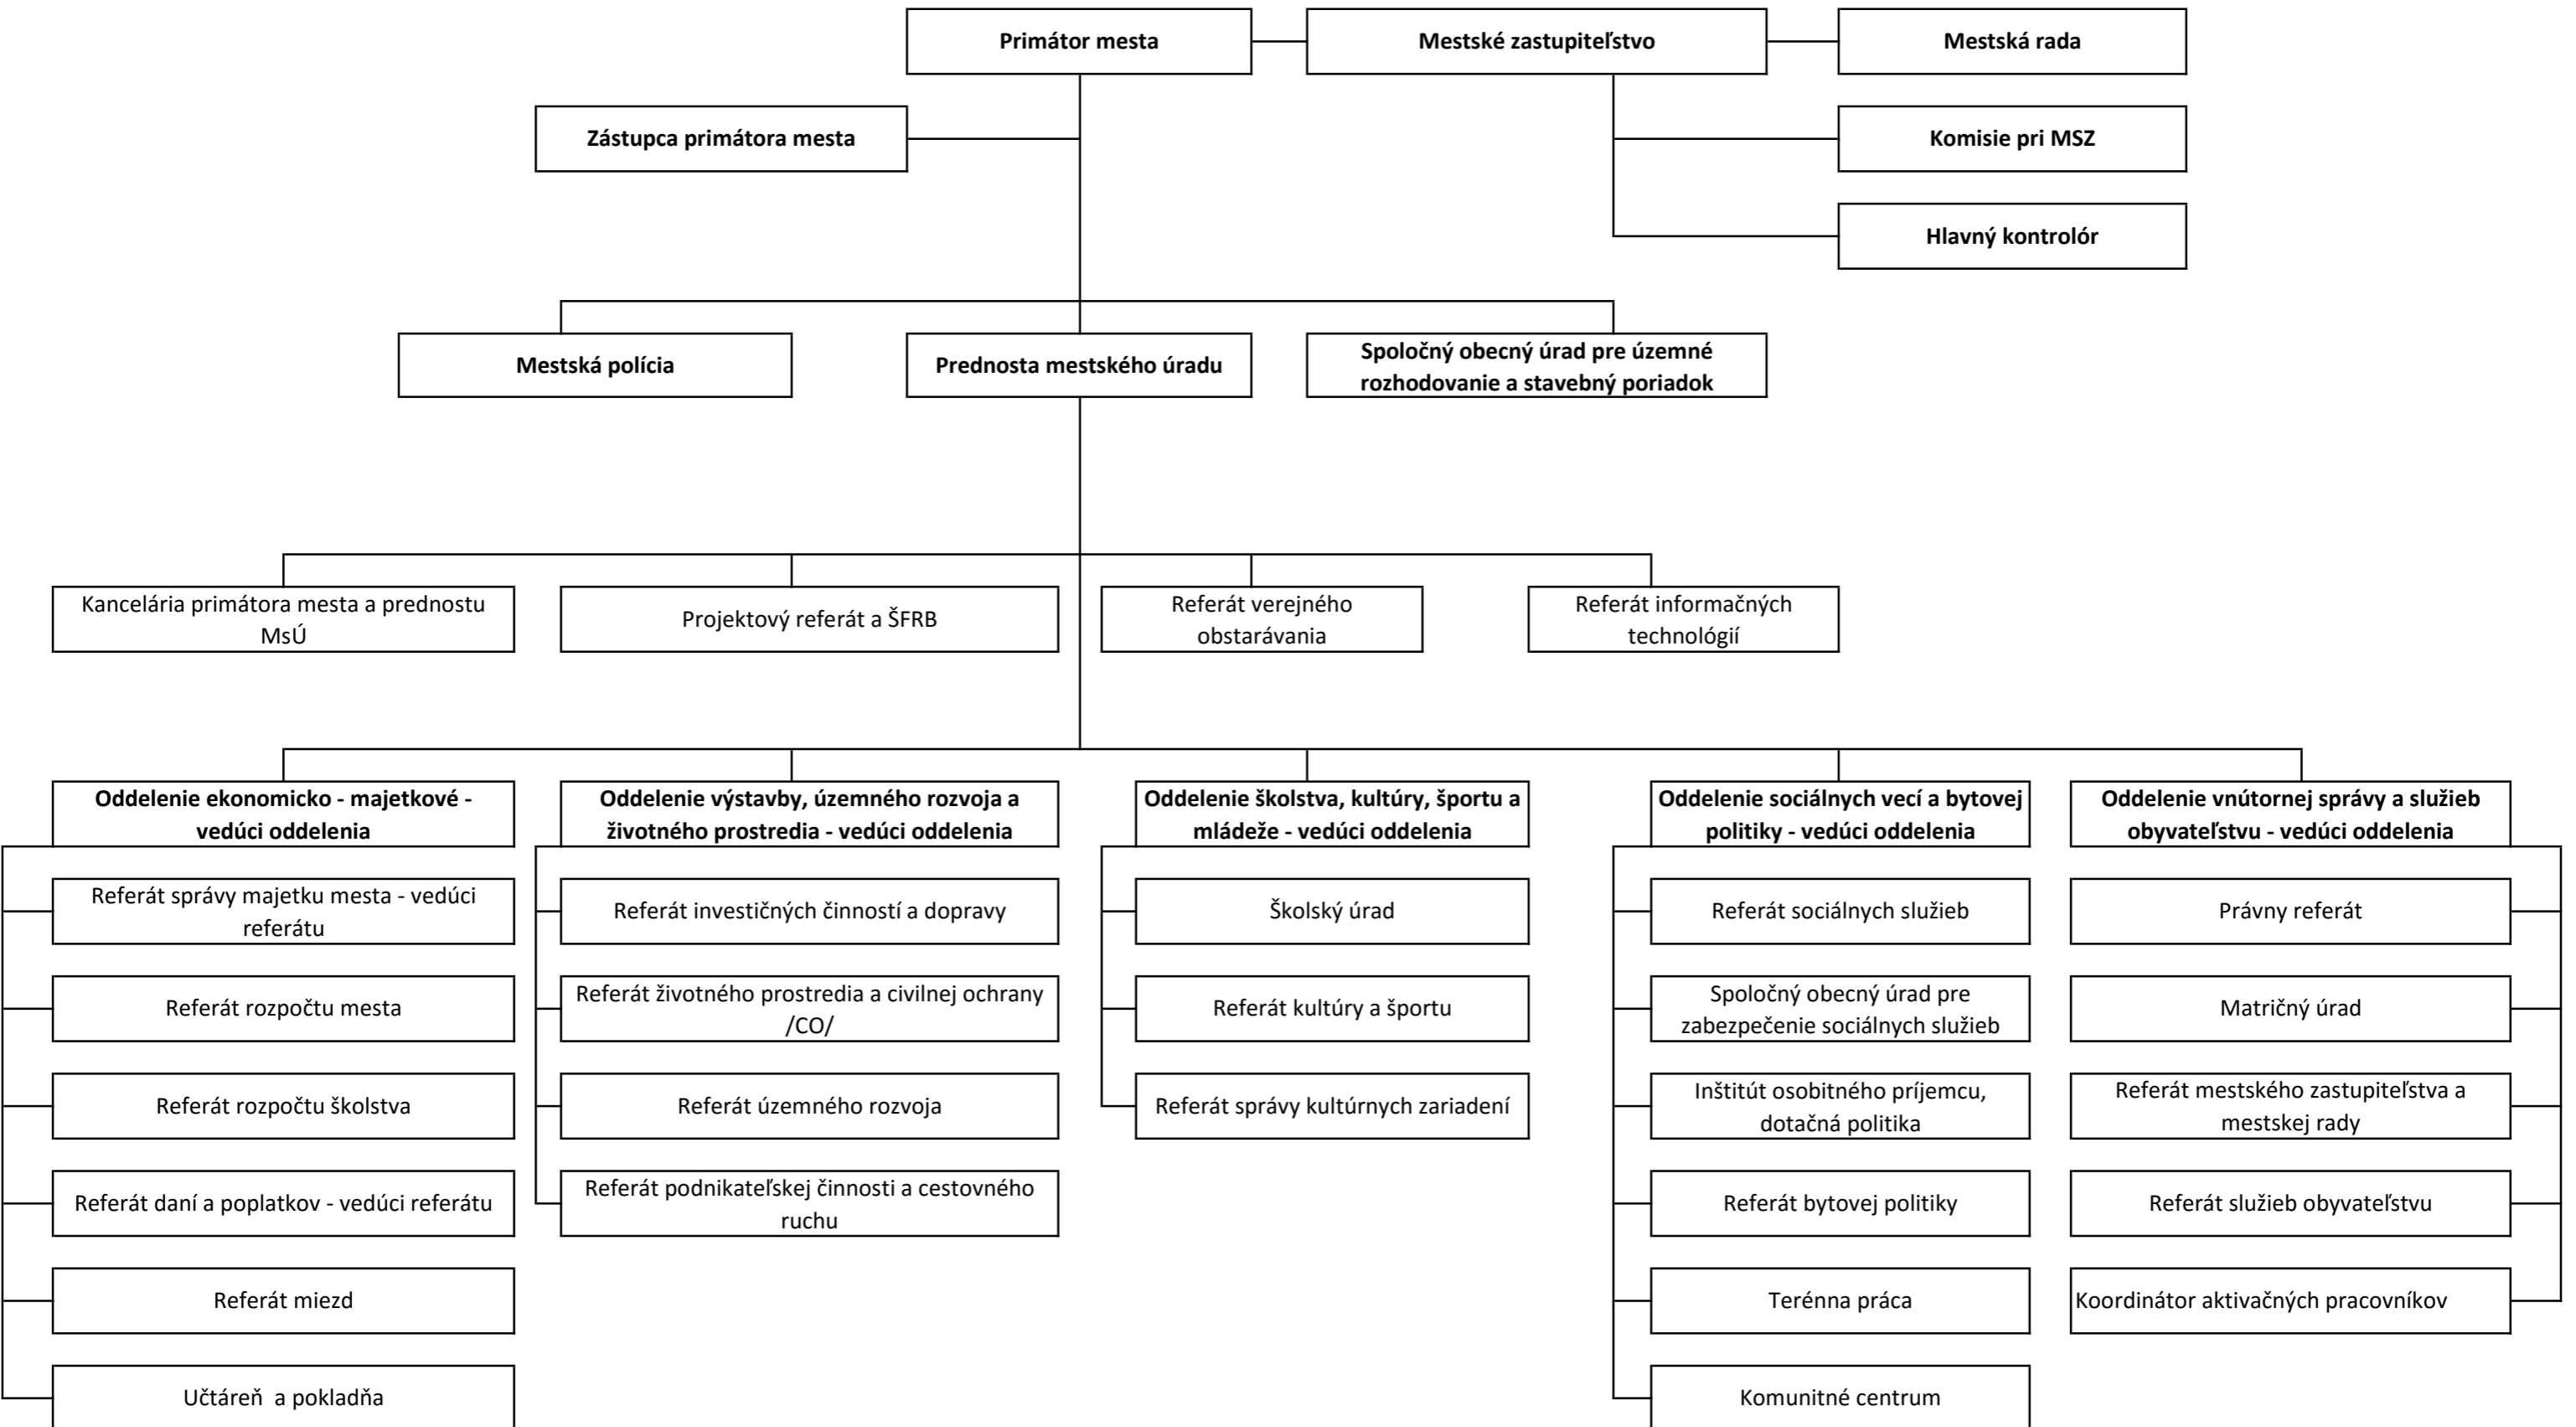 Primátor mesta
Mestské zastupiteľstvo
Mestská rada
Zástupca primátora mesta
Komisie pri MSZ
Hlavný kontrolór
Mestská polícia
Prednosta mestského úradu
Spoločný obecný úrad pre územné
rozhodovanie a stavebný poriadok
Kancelária primátora mesta a prednostu
MsÚ
Projektový referát a ŠFRB
Referát verejného
obstarávania
Referát informačných
technológií
Oddelenie ekonomicko - majetkové -
vedúci oddelenia
Referát správy majetku mesta - vedúci
referátu
Referát rozpočtu mesta
Referát rozpočtu školstva
Referát daní a poplatkov - vedúci referátu
Referát miezd
Učtáreň  a pokladňa
Oddelenie výstavby, územného rozvoja a
životného prostredia - vedúci oddelenia
Referát investičných činností a dopravy
Referát životného prostredia a civilnej ochrany
/CO/
Referát územného rozvoja
Referát podnikateľskej činnosti a cestovného
ruchu
Oddelenie školstva, kultúry, športu a
mládeže - vedúci oddelenia
Školský úrad
Referát kultúry a športu
Referát správy kultúrnych zariadení
Oddelenie sociálnych vecí a bytovej
politiky - vedúci oddelenia
Referát sociálnych služieb
Spoločný obecný úrad pre
zabezpečenie sociálnych služieb
Inštitút osobitného príjemcu,
dotačná politika
Referát bytovej politiky
Terénna práca
Komunitné centrum
Oddelenie vnútornej správy a služieb
obyvateľstvu - vedúci oddelenia
Právny referát
Matričný úrad
Referát mestského zastupiteľstva a
mestskej rady
Referát služieb obyvateľstvu
Koordinátor aktivačných pracovníkov